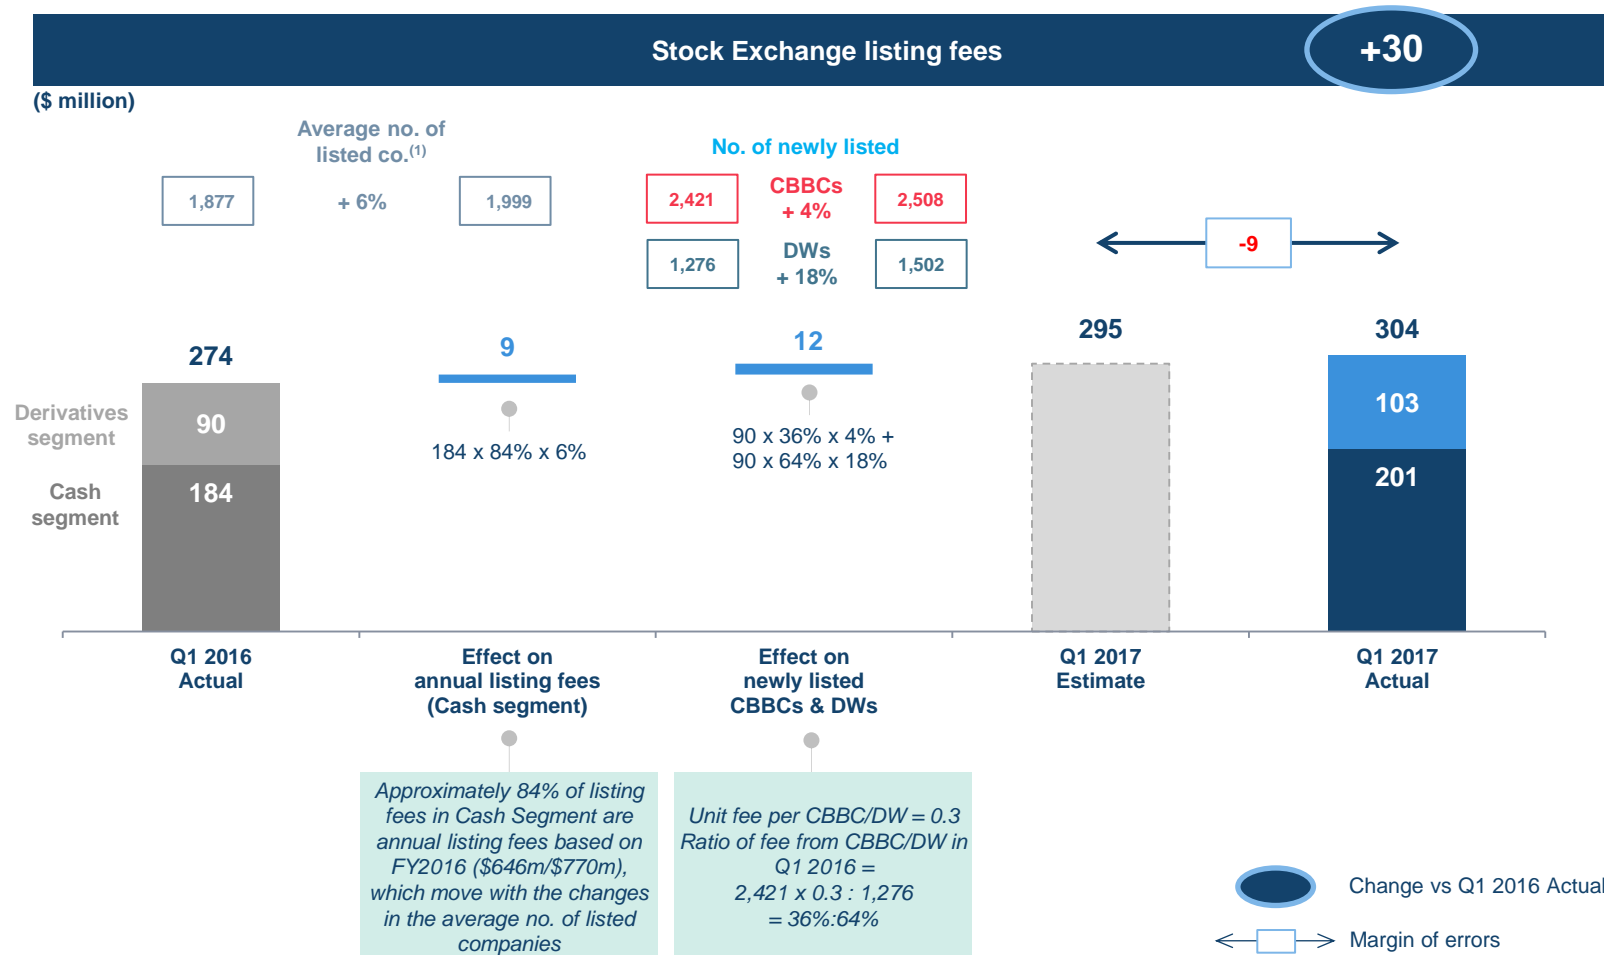 Stock Exchange listing fees
+30
($ million)
Average no. of
listed co.(1)
1,877
+ 6%
1,999
No. of newly listed
2,421
CBBCs
+ 4%
2,508
1,276
DWs
+ 18%
1,502
-9
274
9
12
295
304
Derivatives
segment
90
Cash
segment
184
184 x 84% x 6%
90 x 36% x 4% +
90 x 64% x 18%
103
201
Q1 2016
Actual
Effect on
annual listing fees
(Cash segment)
Effect on
newly listed
CBBCs & DWs
Q1 2017
Estimate
Q1 2017
Actual
Approximately 84% of listing
fees in Cash Segment are
annual listing fees based on
FY2016 ($646m/$770m),
which move with the changes
in the average no. of listed
companies
Unit fee per CBBC/DW = 0.3
Ratio of fee from CBBC/DW in
Q1 2016 =
2,421 x 0.3 : 1,276
= 36%:64%
Change vs Q1 2016 Actual
Margin of errors